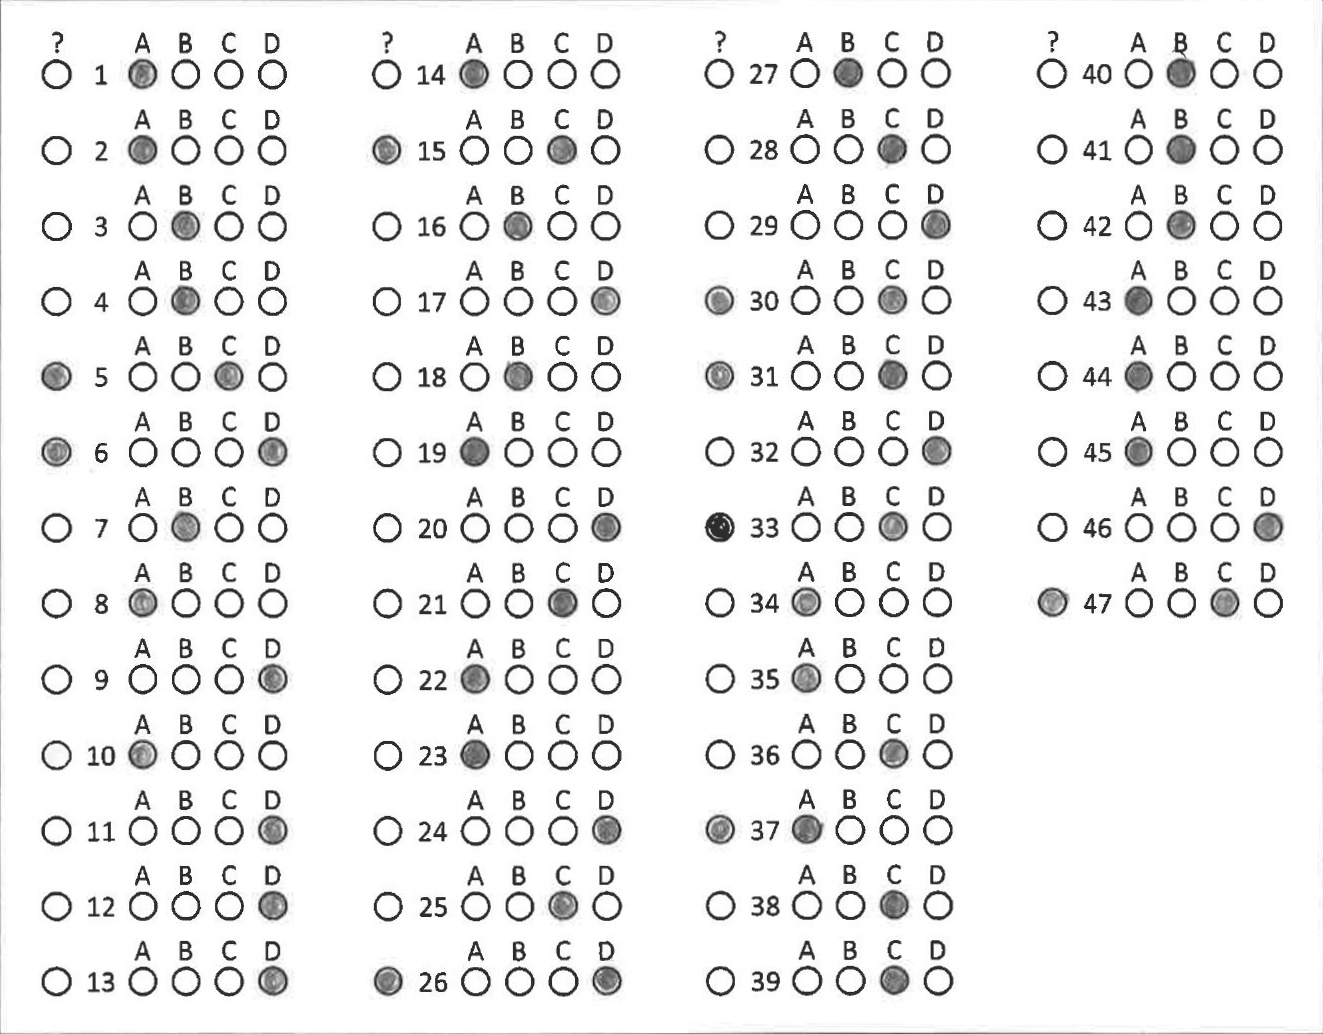 ? A B C D
1
A B C D
2
A B C D
3
A B C D
4
A B C D
5
A B C D
6
A B C D
7
A B C D
8
A B C D
9
A B C D
10
A B C D
11
A B C D
12
A B C D
13
? A B C D
14
A B C D
15
A B C D
16
A B C D
17
A B C D
18
A B C D
19
A B C D
20
A B C D
21
A B C D
22
A B C D
23
A B C D
24
A B C D
25
A B C D
26
? A B C D
27
A B C D
28
A B C D
29
A B C D
30
A B C D
31
A B C D
32
A B C D
33
A B C D
34
A B C D
35
A B C D
36
A B C D
37
A B C D
38
A B C D
39
? A B C D
40
A B C D
41
A B C D
42
A B C D
43
A B C D
44
A B C D
45
A B C D
46
A B C D
47